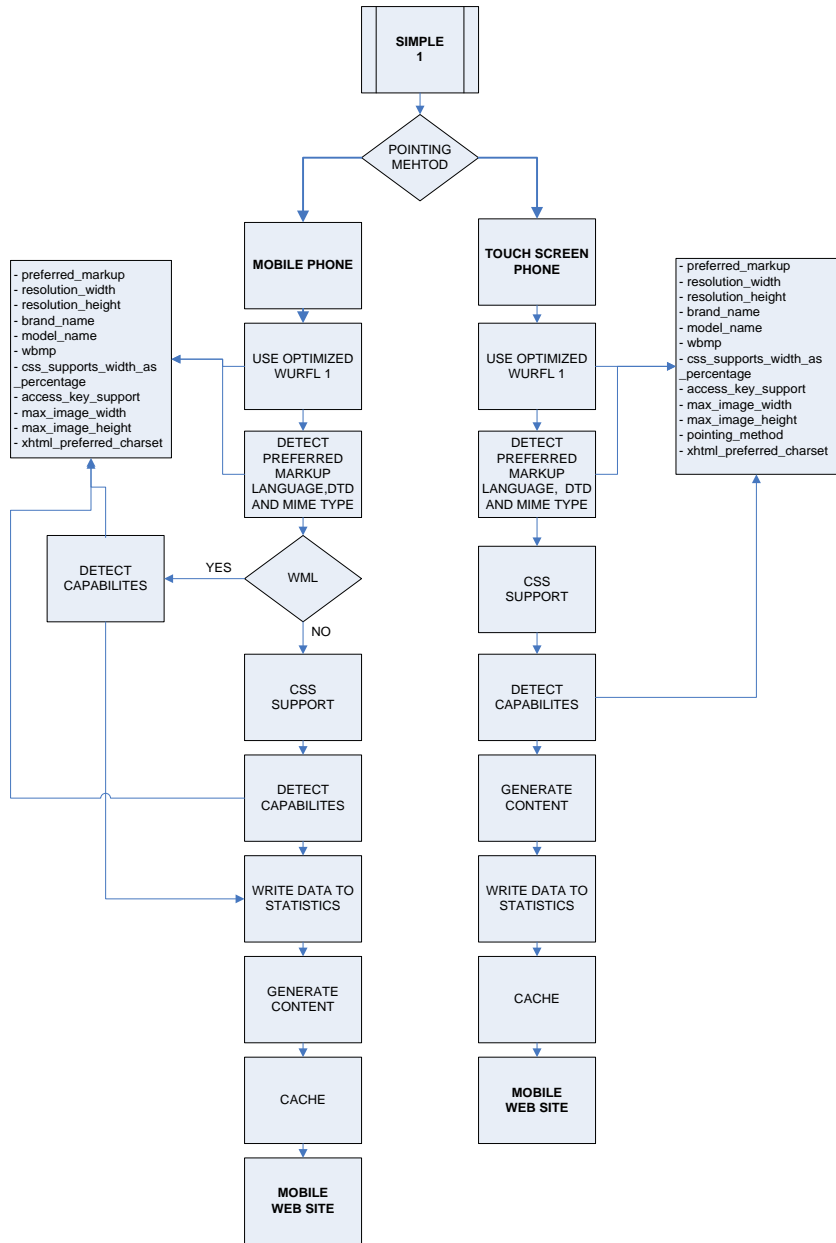 SIMPLE
1
POINTING
MEHTOD
MOBILE PHONE
TOUCH SCREEN
PHONE
- preferred_markup
- resolution_width
- resolution_height
- brand_name
- model_name
- wbmp
- css_supports_width_as
_percentage
- access_key_support
- max_image_width
- max_image_height
- xhtml_preferred_charset
- preferred_markup
- resolution_width
- resolution_height
- brand_name
- model_name
- wbmp
- css_supports_width_as
_percentage
- access_key_support
- max_image_width
- max_image_height
- pointing_method
- xhtml_preferred_charset
USE OPTIMIZED
WURFL 1
USE OPTIMIZED
WURFL 1
DETECT
PREFERRED
MARKUP
LANGUAGE,DTD
AND MIME TYPE
DETECT
PREFERRED
MARKUP
LANGUAGE, DTD
AND MIME TYPE
DETECT
CAPABILITES
YES
WML
NO
CSS
SUPPORT
CSS
SUPPORT
DETECT
CAPABILITES
DETECT
CAPABILITES
GENERATE
CONTENT
WRITE DATA TO
STATISTICS
WRITE DATA TO
STATISTICS
GENERATE
CONTENT
CACHE
CACHE
MOBILE
WEB SITE
MOBILE
WEB SITE